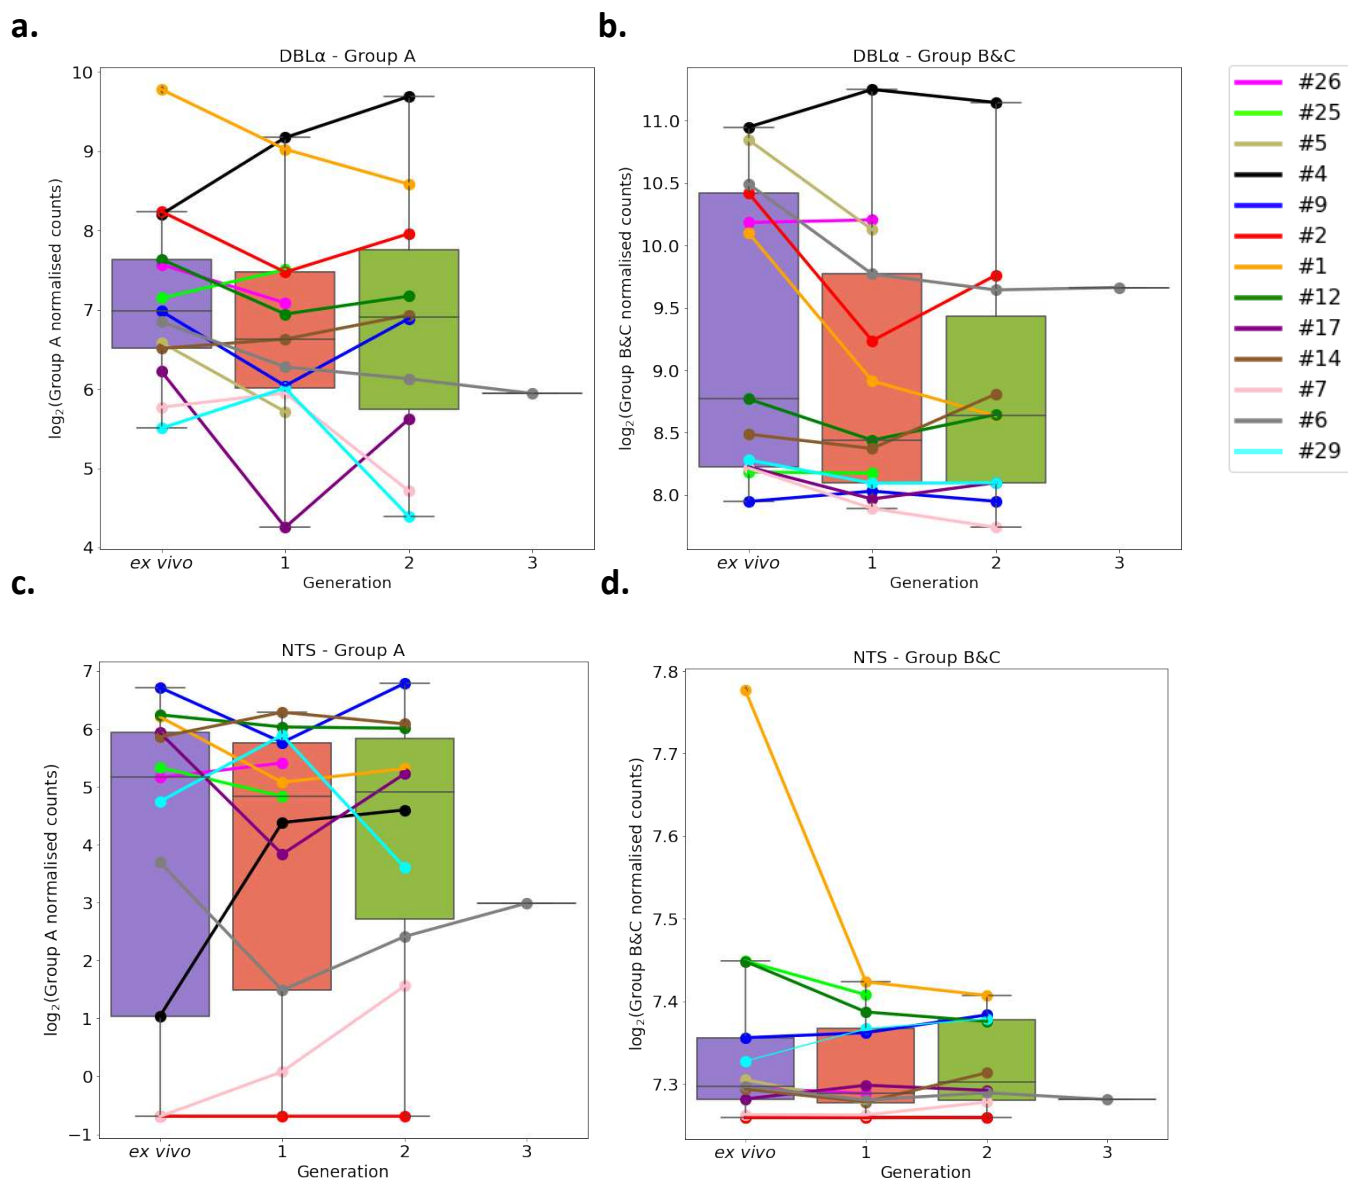 a.
DBLα - Group A
10
9
8
7
6
5
4
log₂(Group A normalised counts)
ex vivo
1
2
3
Generation
b.
DBLα - Group B&C
11.0
10.5
10.0
9.5
9.0
8.5
8.0
log₂(Group B&C normalised counts)
ex vivo
1
2
3
Generation
#26
#25
#5
#4
#9
#2
#1
#12
#17
#14
#7
#6
#29
c.
NTS - Group A
7
6
5
4
3
2
1
0
−1
log₂(Group A normalised counts)
ex vivo
1
2
3
Generation
d.
NTS - Group B&C
7.8
7.7
7.6
7.5
7.4
7.3
log₂(Group B&C normalised counts)
ex vivo
1
2
3
Generation